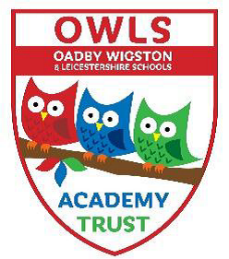 OWLS
OADBY WIGSTON
& LEICESTERSHIRE SCHOOLS
ACADEMY
TRUST